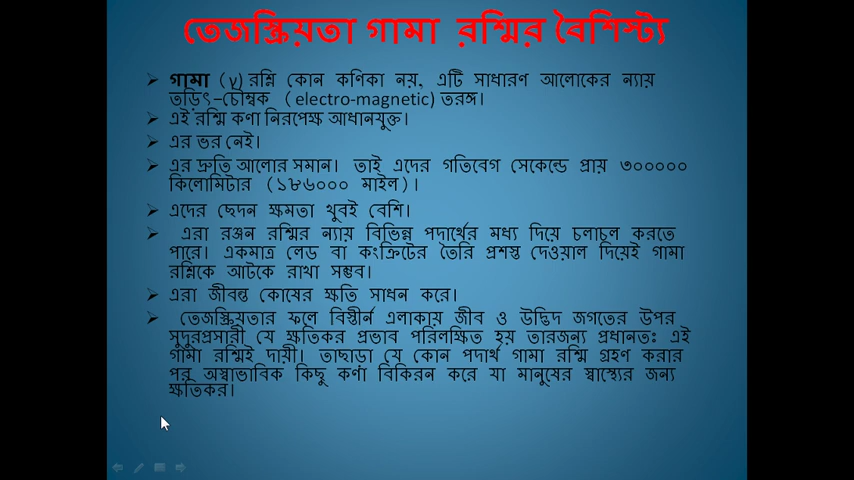 তেজস্ক্রিয়তা গামা রশ্মির বৈশিস্ট্য
➢ গামা (γ) রশ্নি কোন কণিকা নয়, এটি সাধারণ আলোকের ন্যায়
তড়িৎ-চৌম্বক ( electro-magnetic) তরঙ্গ।
➢ এই রশ্মি কণা নিরপেক্ষ আধানযুক্ত।
➢ এর ভর নেই।
➢ এর দ্রুতি আলোর সমান। তাই এদের গতিবেগ সেকেন্ডে প্রায় ৩০০০০০
কিলোমিটার (১৮৬০০০ মাইল)।
➢ এদের ছেদন ক্ষমতা খুবই বেশি।
➢ এরা রঞ্জন রশ্মির ন্যায় বিভিন্ন পদার্থের মধ্য দিয়ে চলাচল করতে
পারে। একমাত্র লেড বা কংক্রিটের তৈরি প্রশস্ত দেওয়াল দিয়েই গামা
রশ্নিকে আটকে রাখা সম্ভব।
➢ এরা জীবন্ত কোষের ক্ষতি সাধন করে।
➢ তেজস্ক্রিয়তার ফলে বিস্তীর্ন এলাকায় জীব ও উদ্ভিদ জগতের উপর
সুদুরপ্রসারী যে ক্ষতিকর প্রভাব পরিলক্ষিত হয় তারজন্য প্রধানতঃ এই
গামা রশ্মিই দায়ী। তাছাড়া যে কোন পদার্থ গামা রশ্মি গ্রহণ করার
পর অস্বাভাবিক কিছু কণা বিকিরন করে যা মানুষের স্বাস্থ্যের জন্য
ক্ষতিকর।